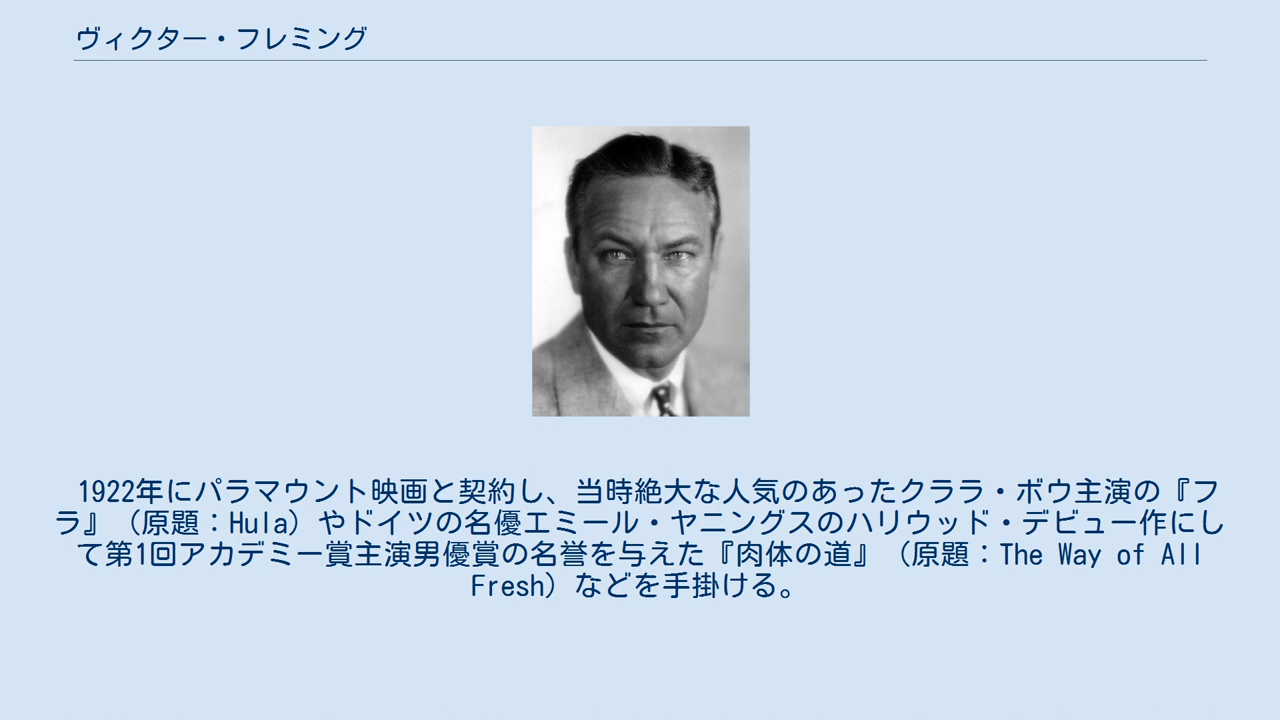 ヴィクター・フレミング
1922年にパラマウント映画と契約し、当時絶大な人気のあったクララ・ボウ主演の『フ
ラ』（原題：Hula）やドイツの名優エミール・ヤニングスのハリウッド・デビュー作にし
て第1回アカデミー賞主演男優賞の名誉を与えた『肉体の道』（原題：The Way of All
Fresh）などを手掛ける。